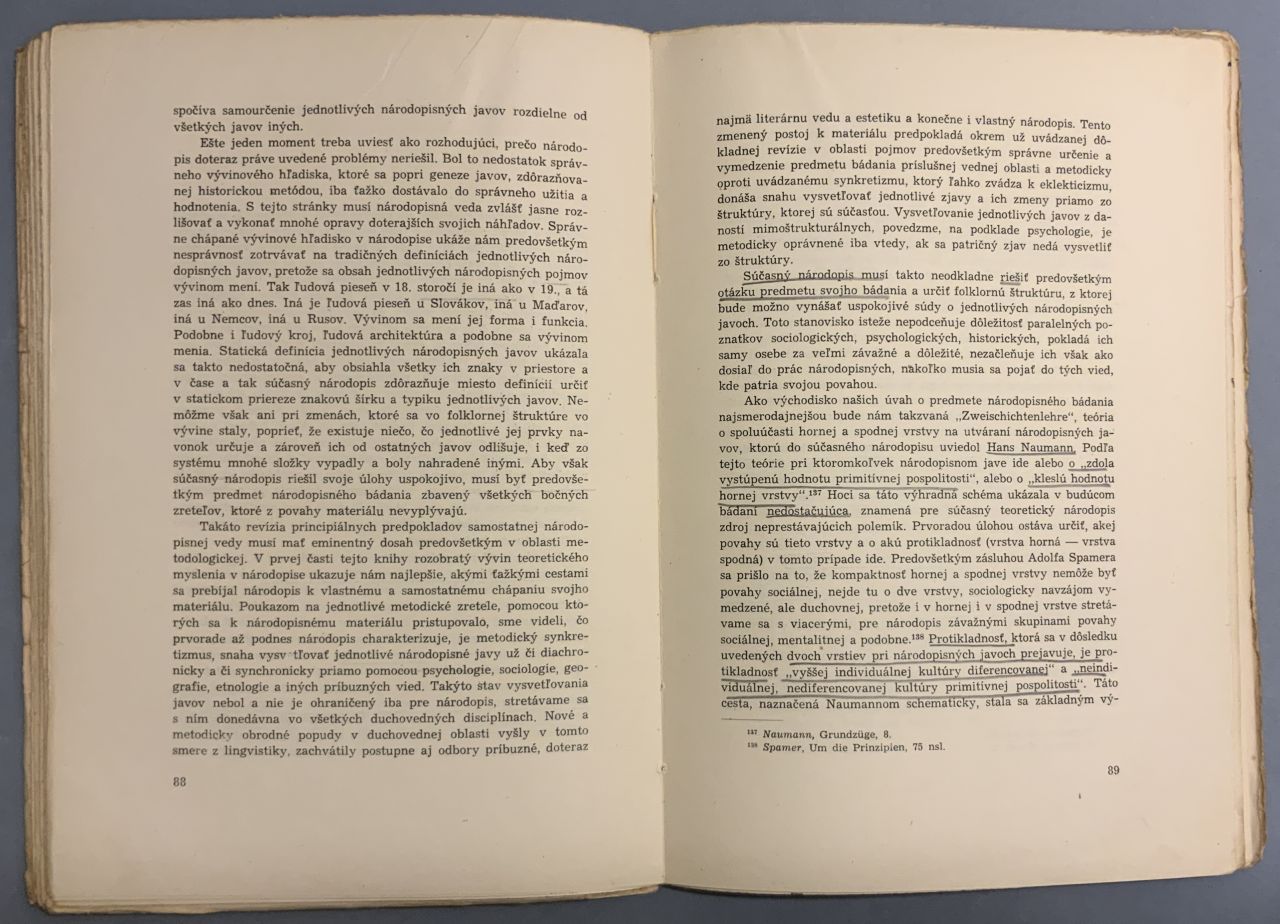 spočíva samourčenie jednotlivých národopisných javov rozdielne od
všetkých javov iných.
Ešte jeden moment treba uviesť ako rozhodujúci, prečo národo-
pis doteraz práve uvedené problémy neriešil. Bol to nedostatok správ-
neho vývinového hľadiska, ktoré sa popri geneze javov, zdôrazňova-
nej historickou metódou, iba ťažko dostávalo do správneho užitia a
hodnotenia. S tejto stránky musí národopisná veda zvlášť jasne roz-
lišovať a vykonať mnohé opravy doterajších svojich náhľadov. Správ-
ne chápané vývinové hľadisko v národopise ukáže nám predovšetkým
nesprávnosť zotrvávať na tradičných definíciách jednotlivých náro-
dopisných javov, pretože sa obsah jednotlivých národopisných pojmov
vývinom mení. Tak ľudová pieseň v 18. storočí je iná ako v 19., a tá
zas iná ako dnes. Iná je ľudová pieseň u Slovákov, iná u Maďarov,
iná u Nemcov, iná u Rusov. Vývinom sa mení jej forma i funkcia.
Podobne i ľudový kroj, ľudová architektúra a podobne sa vývinom
menia. Statická definícia jednotlivých národopisných javov ukázala
sa takto nedostatočná, aby obsiahla všetky ich znaky v priestore a
v čase a tak súčasný národopis zdôrazňuje miesto definícií určiť
v statickom priereze znakovú šírku a typiku jednotlivých javov. Ne-
môžme však ani pri zmenách, ktoré sa vo folklornej štruktúre vo
vývine staly, poprieť, že existuje niečo, čo jednotlivé jej prvky na-
vonok určuje a zároveň ich od ostatných javov odlišuje, i keď zo
systému mnohé složky vypadly a boly nahradené inými. Aby však
súčasný národopis riešil svoje úlohy uspokojivo, musí byť predovše-
tkým predmet národopisného bádania zbavený všetkých bočných
zreteľov, ktoré z povahy materiálu nevyplývajú.
Takáto revízia principiálnych predpokladov samostatnej národo-
pisnej vedy musí mať eminentný dosah predovšetkým v oblasti me-
todologickej. V prvej časti tejto knihy rozobratý vývin teoretického
myslenia v národopise ukazuje nám najlepšie, akými ťažkými cestami
sa prebíjal národopis k vlastnému a samostatnému chápaniu svojho
materiálu. Poukazom na jednotlivé metodické zretele, pomocou kto-
rých sa k národopisnému materiálu pristupovalo, sme videli, čo
prvorade až podnes národopis charakterizuje, je metodický synkre-
tizmus, snaha vysv tľovať jednotlivé národopisné javy už či diachro-
nicky a či synchronicky priamo pomocou psychologie, sociologie, geo-
grafie, etnologie a iných príbuzných vied. Takýto stav vysvetľovania
javov nebol a nie je ohraničený iba pre národopis, stretávame sa
s ním donedávna vo všetkých duchovedných disciplínach. Nové a
metodicky obrodné popudy v duchovednej oblasti vyšly v tomto
smere z lingvistiky, zachvátily postupne aj odbory príbuzné, doteraz
88
najmä literárnu vedu a estetiku a konečne i vlastný národopis. Tento
zmenený postoj k materiálu predpokladá okrem už uvádzanej dô-
kladnej revízie v oblasti pojmov predovšetkým správne určenie a
vymedzenie predmetu bádania príslušnej vednej oblasti a metodicky
oproti uvádzanému synkretizmu, ktorý ľahko zvádza k eklekticizmu,
donáša snahu vysvetľovať jednotlivé zjavy a ich zmeny priamo zo
štruktúry, ktorej sú súčasťou. Vysvetľovanie jednotlivých javov z da-
ností mimoštrukturálnych, povedzme, na podklade psychologie, je
metodicky oprávnené iba vtedy, ak sa patričný zjav nedá vysvetliť
zo štruktúry.
Súčasný národopis musí takto neodkladne riešiť predovšetkým
otázku predmetu svojho bádania a určiť folklornú štruktúru, z ktorej
bude možno vynášať uspokojivé súdy o jednotlivých národopisných
javoch. Toto stanovisko isteže nepodceňuje dôležitosť paralelných po-
znatkov sociologických, psychologických, historických, pokladá ich
samy osebe za veľmi závažné a dôležité, nezačleňuje ich však ako
dosiaľ do prác národopisných, nakoľko musia sa pojať do tých vied,
kde patria svojou povahou.
Ako východisko našich úvah o predmete národopisného bádania
najsmerodajnejšou bude nám takzvaná „Zweischichtenlehre“, teória
o spoluúčasti hornej a spodnej vrstvy na utváraní národopisných ja-
vov, ktorú do súčasného národopisu uviedol Hans Naumann. Podľa
tejto teórie pri ktoromkoľvek národopisnom jave ide alebo o „zdola
vystúpenú hodnotu primitívnej pospolitosti“, alebo o „kleslú hodnotu
hornej vrstvy“.¹³⁷ Hoci sa táto výhradná schéma ukázala v budúcom
bádaní nedostačujúca, znamená pre súčasný teoretický národopis
zdroj neprestávajúcich polemík. Prvoradou úlohou ostáva určiť, akej
povahy sú tieto vrstvy a o akú protikladnosť (vrstva horná — vrstva
spodná) v tomto prípade ide. Predovšetkým zásluhou Adolfa Spamera
sa prišlo na to, že kompaktnosť hornej a spodnej vrstvy nemôže byť
povahy sociálnej, nejde tu o dve vrstvy, sociologicky navzájom vy-
medzené, ale duchovnej, pretože i v hornej i v spodnej vrstve stretá-
vame sa s viacerými, pre národopis závažnými skupinami povahy
sociálnej, mentalitnej a podobne.¹³⁸ Protikladnosť, ktorá sa v dôsledku
uvedených dvoch vrstiev pri národopisných javoch prejavuje, je pro-
tikladnosť „vyššej individuálnej kultúry diferencovanej“ a „neindi-
viduálnej, nediferencovanej kultúry primitívnej pospolitosti“. Táto
cesta, naznačená Naumannom schematicky, stala sa základným vý-
¹³⁷ Naumann, Grundzüge, 8.
¹³⁸ Spamer, Um die Prinzipien, 75 nsl.
89